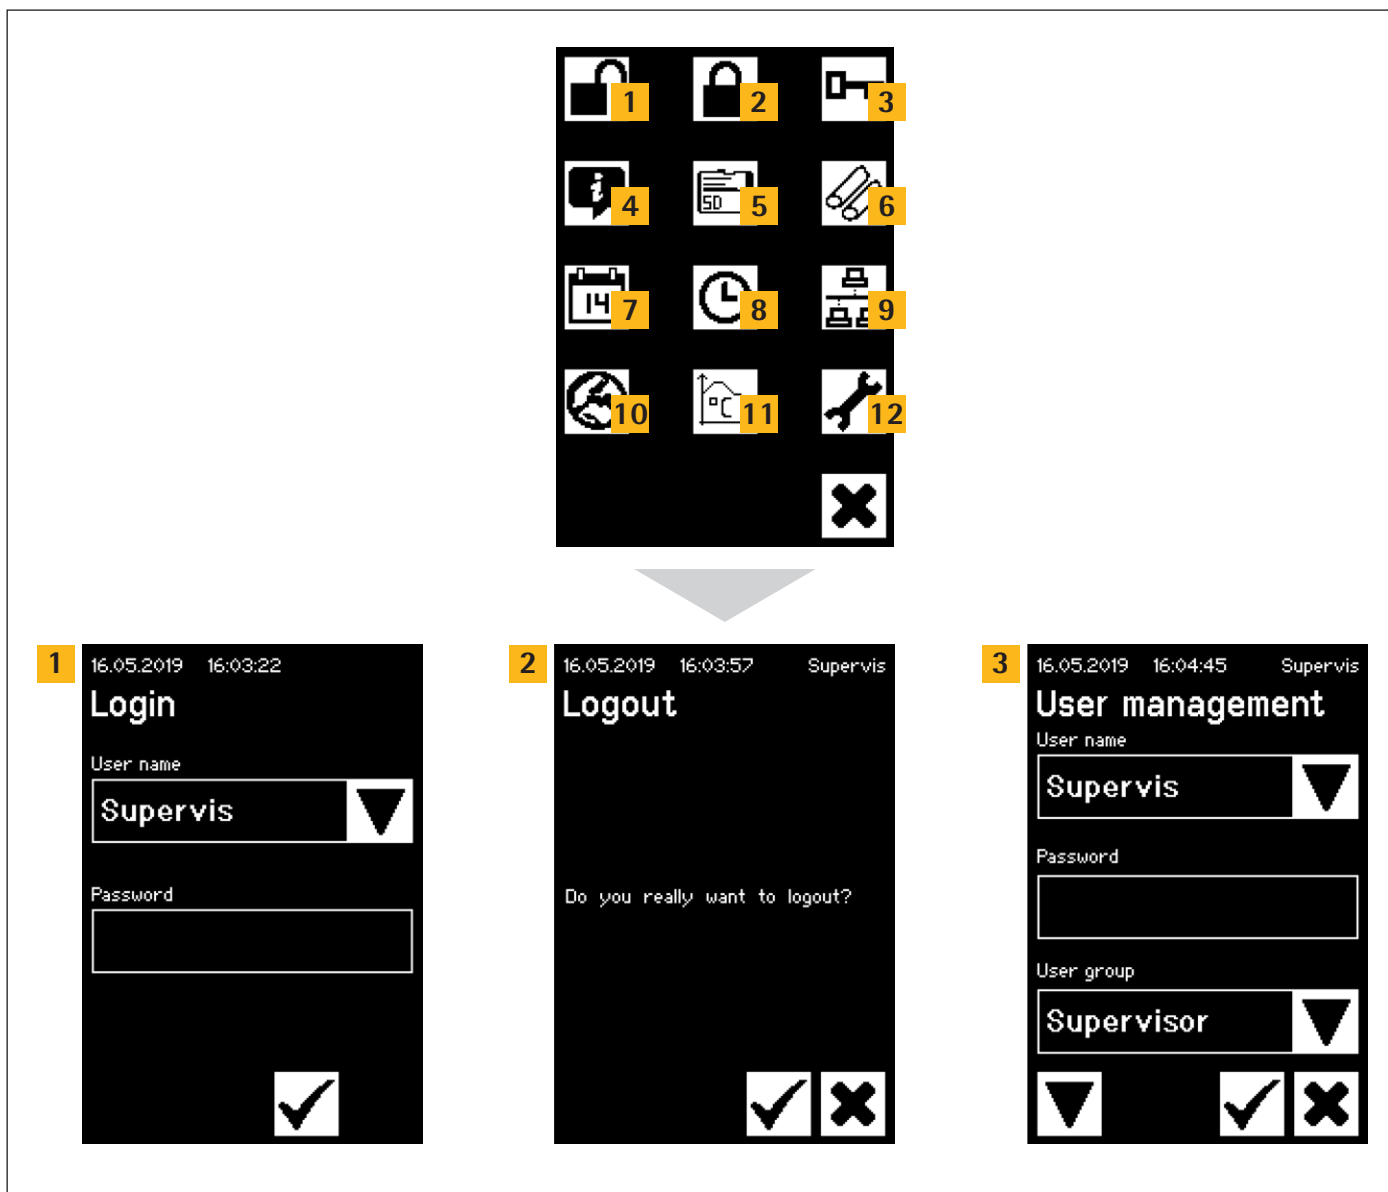 1 2 3
i SD
4 5 6
14
7 8 9
°C
10 11 12
1 16.05.2019 16:03:22
Login
User name
Supervis
Password
2 16.05.2019 16:03:57 Supervis
Logout
Do you really want to logout?
3 16.05.2019 16:04:45 Supervis
User management
User name
Supervis
Password
User group
Supervisor